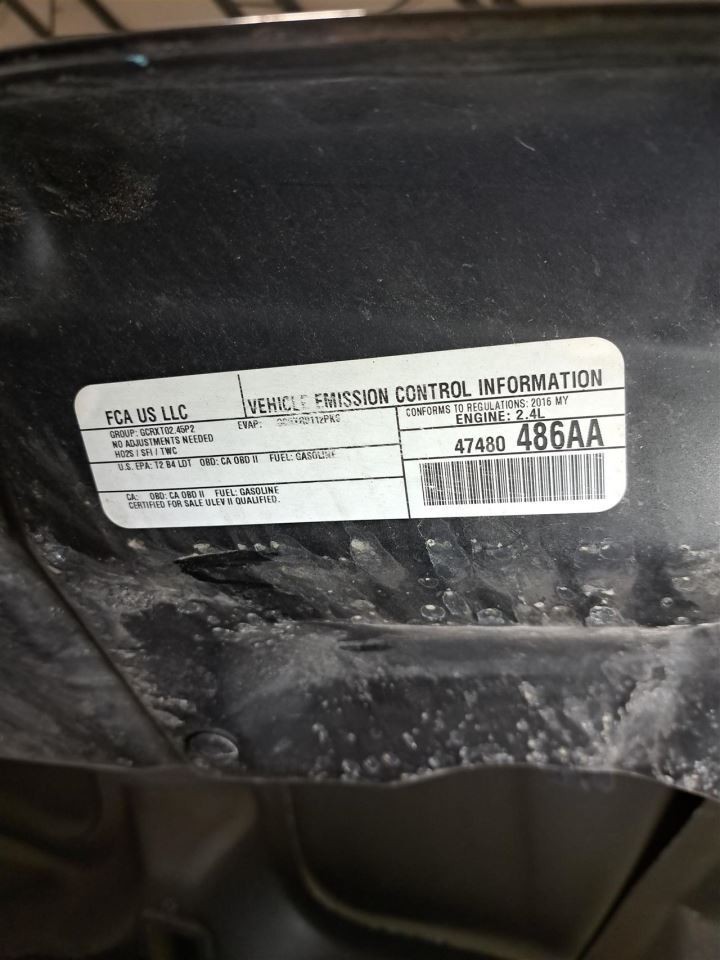 FCA US LLC
VEHICLE EMISSION CONTROL INFORMATION
GROUP: GCRXT02.45P2
EVAP:
NO ADJUSTMENTS NEEDED
HO2S / SFI / TWC
U.S. EPA: T2 B4 LDT OBD: CA OBD II FUEL: GASOLINE
CA: OBD: CA OBD II FUEL: GASOLINE
CERTIFIED FOR SALE ULEV II QUALIFIED.
CONFORMS TO REGULATIONS: 2016 MY
ENGINE: 2.4L
47480 486AA